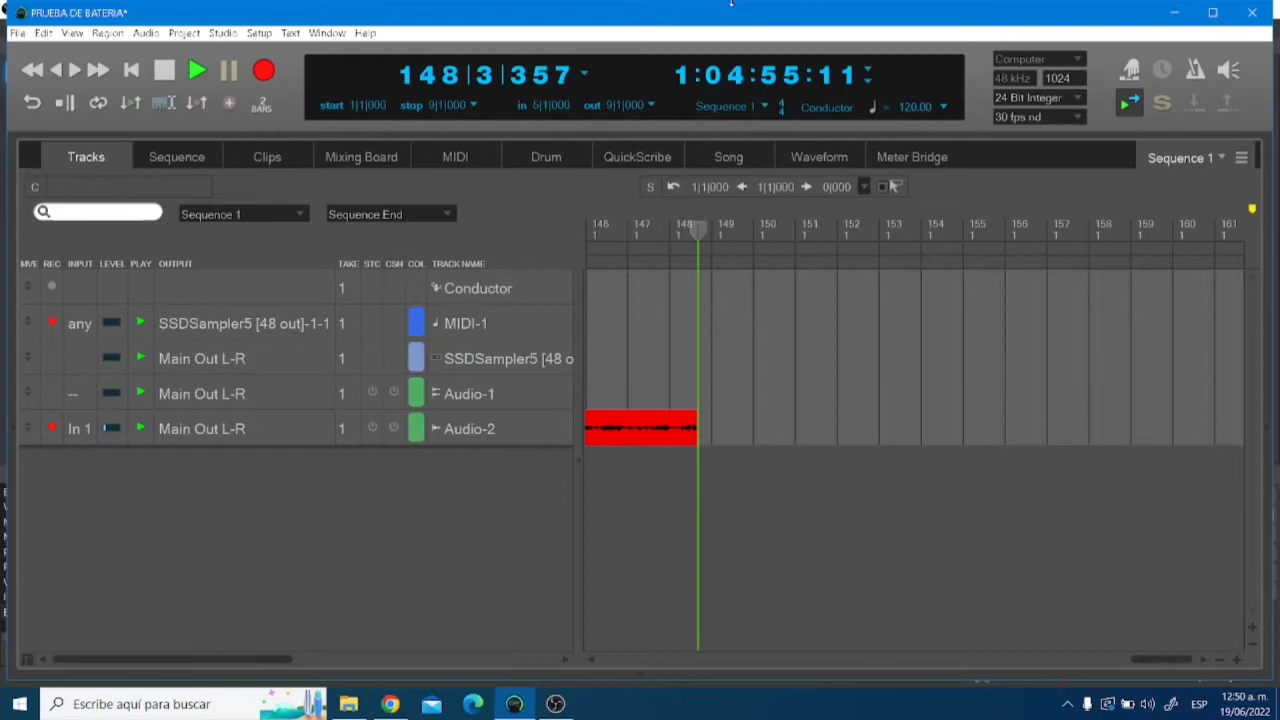 PRUEBA DE BATERIA*
File Edit View Region Audio Project Studio Setup Text Window Help
148|3|357 1:04:55:11
Computer
48 kHz 1024
24 Bit Integer
30 fps nd
2 BARS
start 1|1|000 stop 9|1|000 in 5|1|000 out 9|1|000 Sequence 1 4 4 Conductor = 120.00
S
Tracks Sequence Clips Mixing Board MIDI Drum QuickScribe Song Waveform Meter Bridge Sequence 1
C S 1|1|000 1|1|000 0|000
Sequence 1 Sequence End
146 147 148 149 150 151 152 153 154 155 156 157 158 159 160 161
1 1 1 1 1 1 1 1 1 1 1 1 1 1 1 1
MVE REC INPUT LEVEL PLAY OUTPUT TAKE STC CSH COL TRACK NAME
1 Conductor
any SSDSampler5 [48 out]-1-1 1 MIDI-1
Main Out L-R 1 SSDSampler5 [48 o
-- Main Out L-R 1 Audio-1
In 1 Main Out L-R 1 Audio-2
Escribe aquí para buscar
ESP
12:50 a. m.
19/06/2022